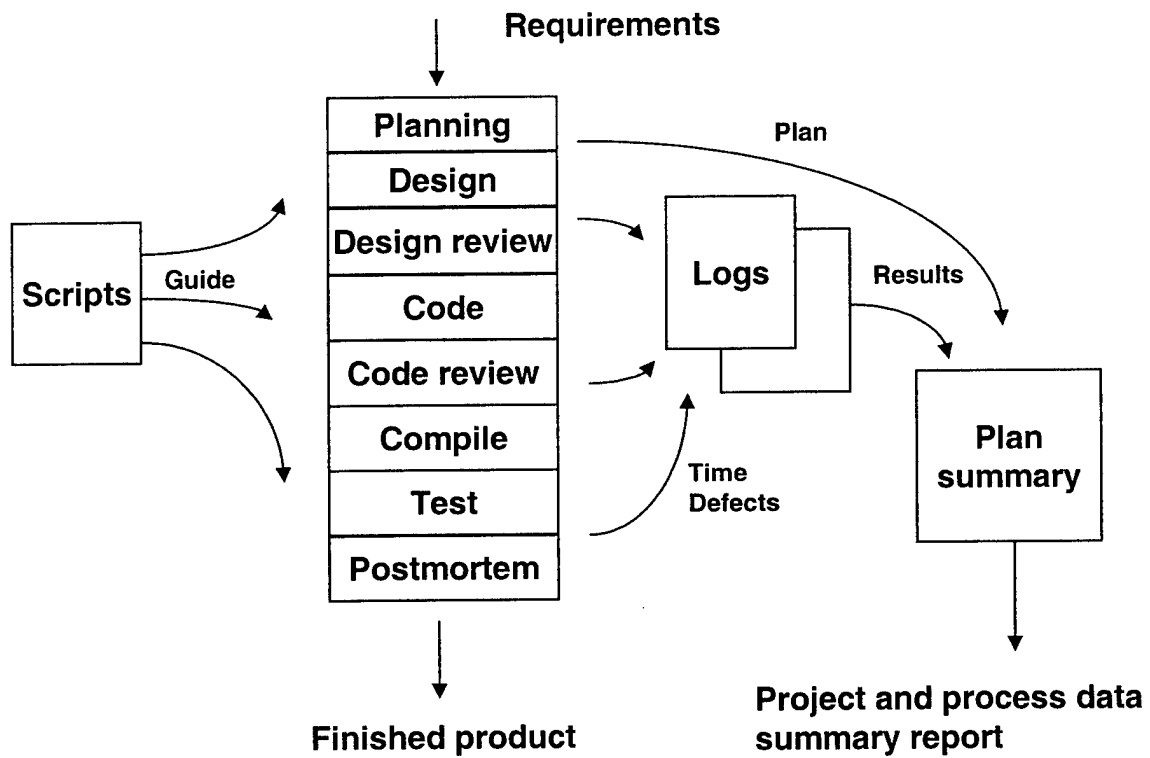 Requirements
Planning
Plan
Design
Design review
Logs
Scripts
Guide
Results
Code
Code review
Compile
Plan
summary
Test
Time
Defects
Postmortem
Finished product
Project and process data
summary report